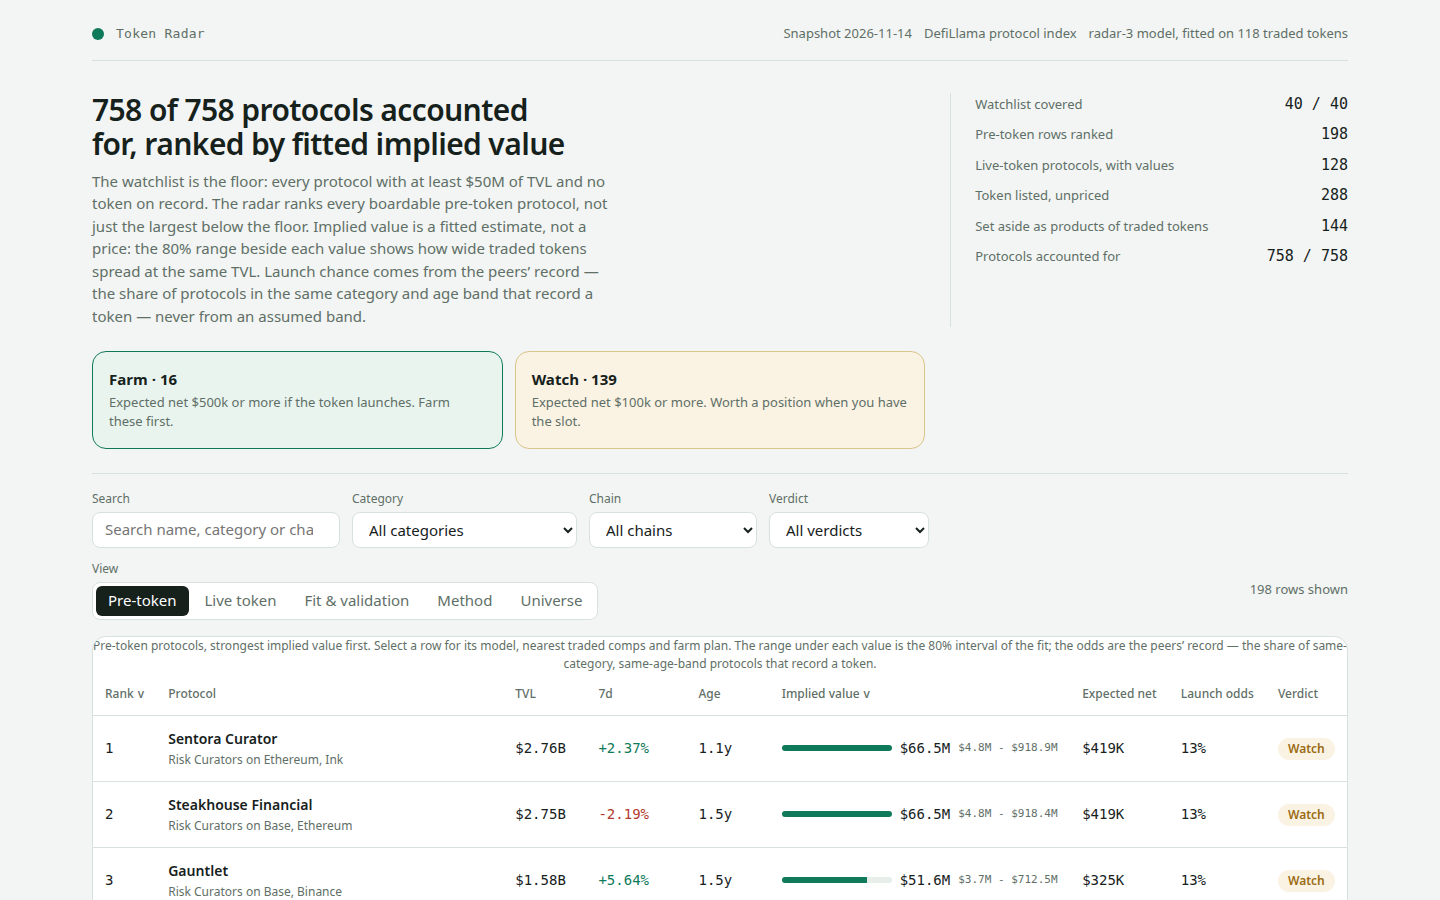 Token Radar
Snapshot 2026-11-14 DefiLlama protocol index radar-3 model, fitted on 118 traded tokens
758 of 758 protocols accounted
for, ranked by fitted implied value
The watchlist is the floor: every protocol with at least $50M of TVL and no
token on record. The radar ranks every boardable pre-token protocol, not
just the largest below the floor. Implied value is a fitted estimate, not a
price: the 80% range beside each value shows how wide traded tokens
spread at the same TVL. Launch chance comes from the peers’ record —
the share of protocols in the same category and age band that record a
token — never from an assumed band.
Watchlist covered 40 / 40
Pre-token rows ranked 198
Live-token protocols, with values 128
Token listed, unpriced 288
Set aside as products of traded tokens 144
Protocols accounted for 758 / 758
Farm · 16
Expected net $500k or more if the token launches. Farm
these first.
Watch · 139
Expected net $100k or more. Worth a position when you have
the slot.
Search Category Chain Verdict
Search name, category or cha All categories All chains All verdicts
View
Pre-token Live token Fit & validation Method Universe
198 rows shown
Pre-token protocols, strongest implied value first. Select a row for its model, nearest traded comps and farm plan. The range under each value is the 80% interval of the fit; the odds are the peers’ record — the share of same-
category, same-age-band protocols that record a token.
Rank v Protocol TVL 7d Age Implied value v Expected net Launch odds Verdict
1 Sentora Curator $2.76B +2.37% 1.1y $66.5M $4.8M - $918.9M $419K 13% Watch
Risk Curators on Ethereum, Ink
2 Steakhouse Financial $2.75B -2.19% 1.5y $66.5M $4.8M - $918.4M $419K 13% Watch
Risk Curators on Base, Ethereum
3 Gauntlet $1.58B +5.64% 1.5y $51.6M $3.7M - $712.5M $325K 13% Watch
Risk Curators on Base, Binance